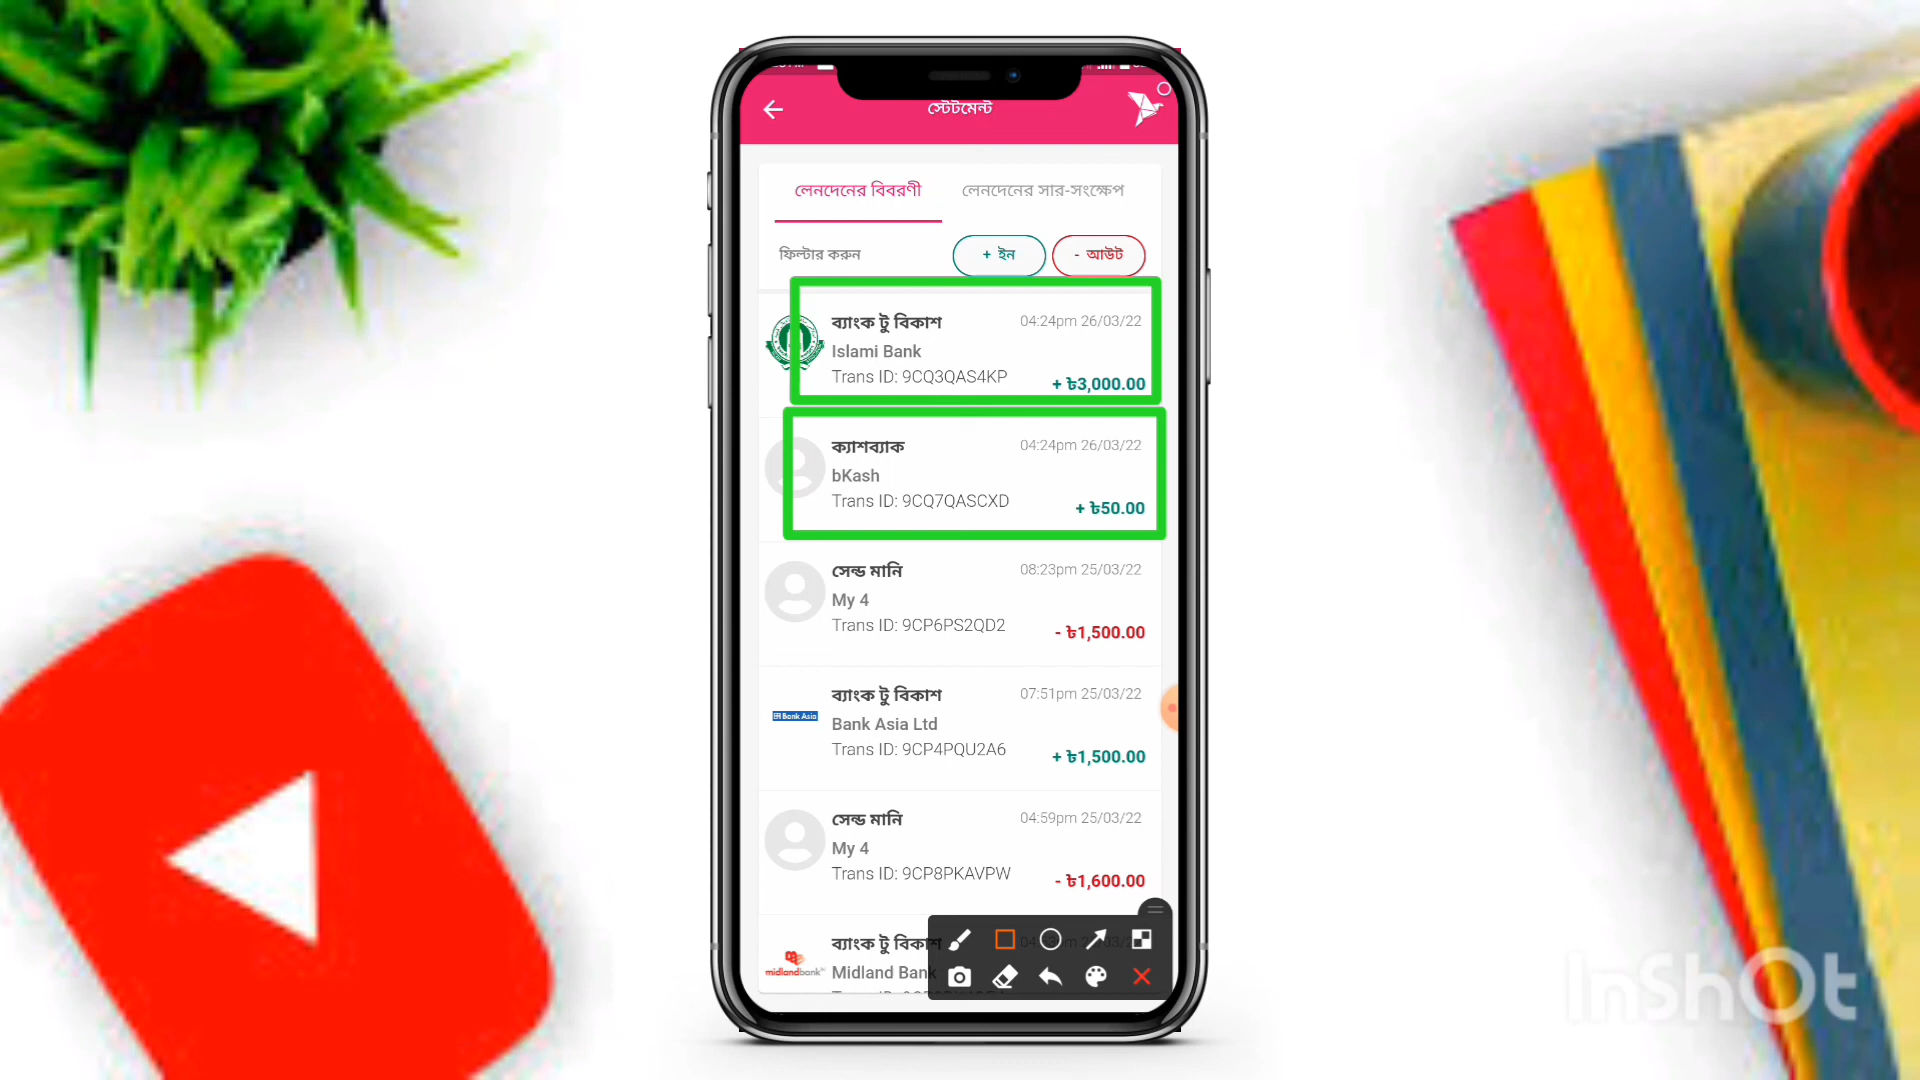 স্টেটমেন্ট
লেনদেনের বিবরণী
লেনদেনের সার-সংক্ষেপ
ফিল্টার করুন
+ ইন
- আউট
ব্যাংক টু বিকাশ
04:24pm 26/03/22
Islami Bank
Trans ID: 9CQ3QAS4KP
+ ৳3,000.00
ক্যাশব্যাক
04:24pm 26/03/22
bKash
Trans ID: 9CQ7QASCXD
+ ৳50.00
সেন্ড মানি
08:23pm 25/03/22
My 4
Trans ID: 9CP6PS2QD2
- ৳1,500.00
ব্যাংক টু বিকাশ
07:51pm 25/03/22
Bank Asia
Bank Asia Ltd
Trans ID: 9CP4PQU2A6
+ ৳1,500.00
সেন্ড মানি
04:59pm 25/03/22
My 4
Trans ID: 9CP8PKAVPW
- ৳1,600.00
ব্যাংক টু বিকাশ
midlandbank
Midland Bank
InShOt